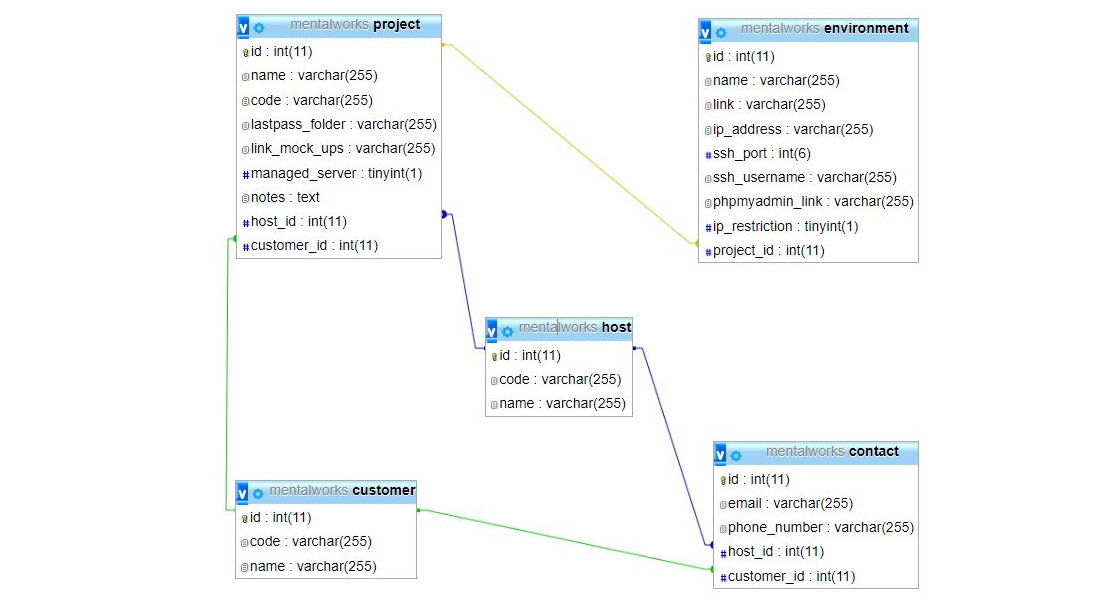 mentalworks project
id : int(11)
name : varchar(255)
code : varchar(255)
lastpass_folder : varchar(255)
link_mock_ups : varchar(255)
managed_server : tinyint(1)
notes : text
host_id : int(11)
customer_id : int(11)
mentalworks environment
id : int(11)
name : varchar(255)
link : varchar(255)
ip_address : varchar(255)
ssh_port : int(6)
ssh_username : varchar(255)
phpmyadmin_link : varchar(255)
ip_restriction : tinyint(1)
project_id : int(11)
mentalworks host
id : int(11)
code : varchar(255)
name : varchar(255)
mentalworks customer
id : int(11)
code : varchar(255)
name : varchar(255)
mentalworks contact
id : int(11)
email : varchar(255)
phone_number : varchar(255)
host_id : int(11)
customer_id : int(11)